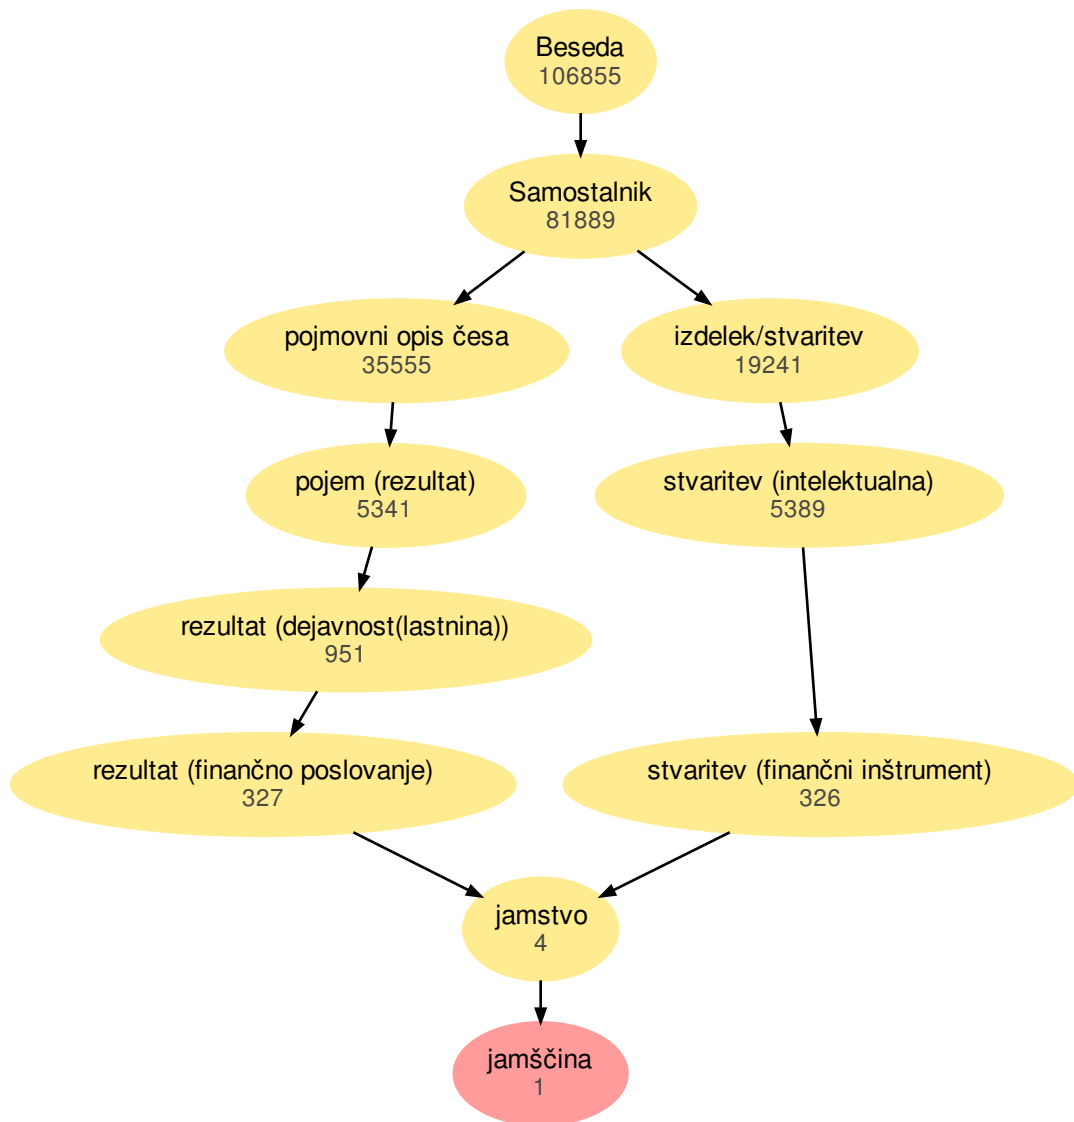 Beseda
106855
Samostalnik
81889
pojmovni opis česa
35555
izdelek/stvaritev
19241
pojem (rezultat)
5341
stvaritev (intelektualna)
5389
rezultat (dejavnost(lastnina))
951
rezultat (finančno poslovanje)
327
stvaritev (finančni inštrument)
326
jamstvo
4
jamščina
1